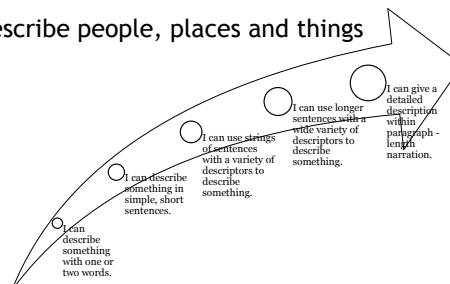 escribe people, places and things
I can
describe
something
with one or
two words.
I can describe
something in
simple, short
sentences.
I can use strings
of sentences
with a variety of
descriptors to
describe
something.
I can use longer
sentences with a
wide variety of
descriptors to
describe
something.
I can give a
detailed
description
within
paragraph -
length
narration.